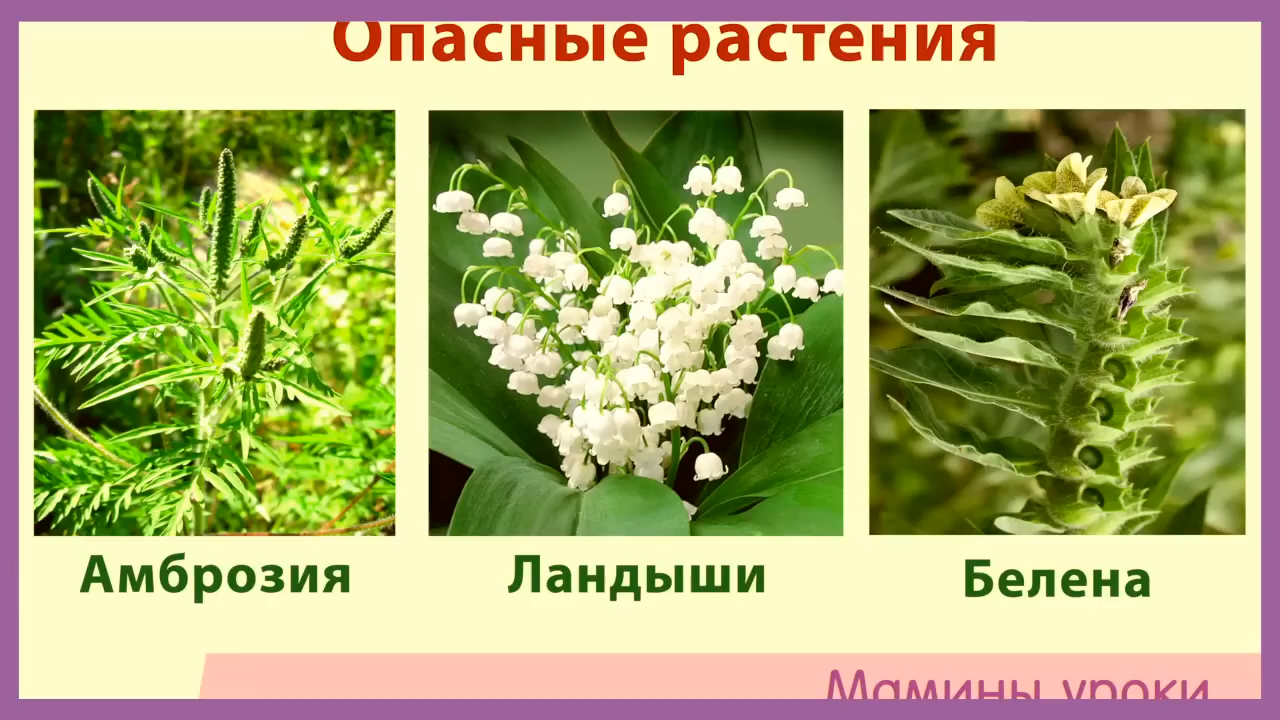 Опасные растения
Амброзия
Ландыши
Белена
Мамины уроки